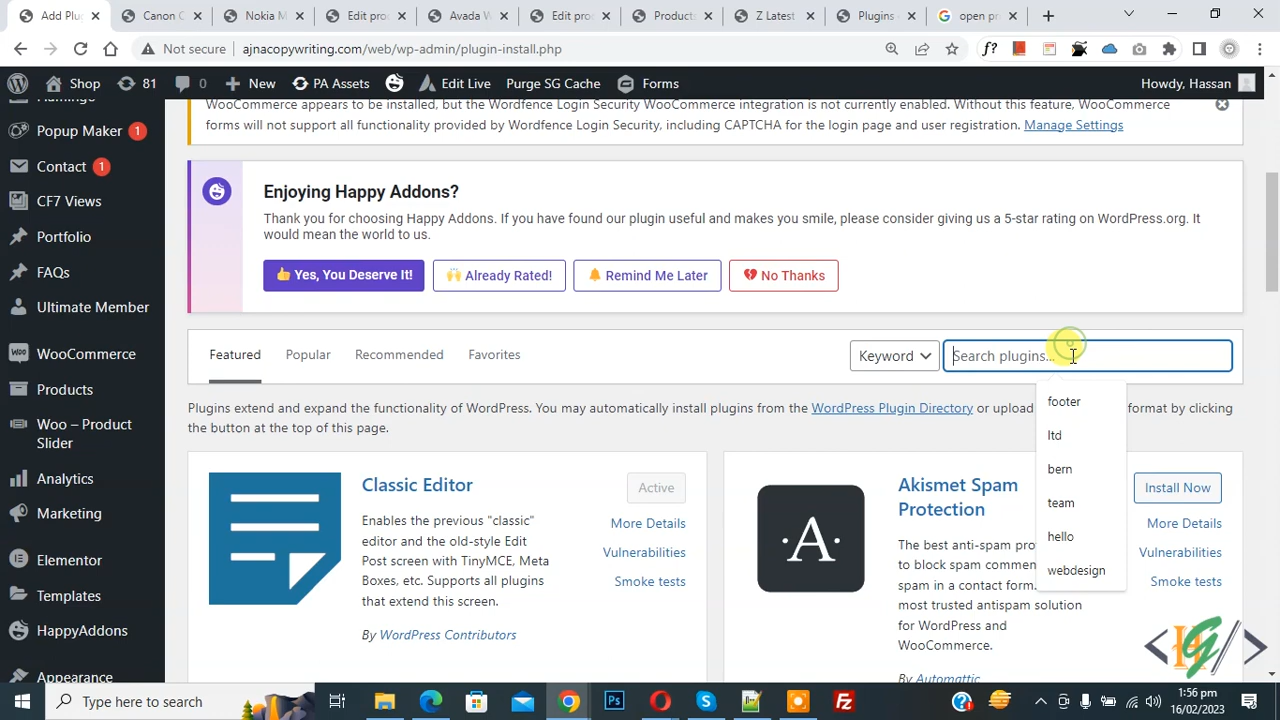 Add Plu
Canon C
Nokia M
Edit pro
Avada W
Edit pro
Products
Z Latest
Plugins -
open pr
Not secure
ajnacopywriting.com/web/wp-admin/plugin-install.php
f?
Shop
81
0
New
PA Assets
Edit Live
Purge SG Cache
Forms
Howdy, Hassan
Popup Maker 1
Contact 1
CF7 Views
Portfolio
FAQs
Ultimate Member
WooCommerce
Products
Woo – Product
Slider
Analytics
Marketing
Elementor
Templates
HappyAddons
Appearance
WooCommerce appears to be installed, but the Wordfence Login Security WooCommerce integration is not currently enabled. Without this feature, WooCommerce
forms will not support all functionality provided by Wordfence Login Security, including CAPTCHA for the login page and user registration. Manage Settings
Enjoying Happy Addons?
Thank you for choosing Happy Addons. If you have found our plugin useful and makes you smile, please consider giving us a 5-star rating on WordPress.org. It
would mean the world to us.
Yes, You Deserve It!
Already Rated!
Remind Me Later
No Thanks
Featured
Popular
Recommended
Favorites
Keyword
Search plugins...
footer
ltd
bern
team
hello
webdesign
Plugins extend and expand the functionality of WordPress. You may automatically install plugins from the WordPress Plugin Directory or upload format by clicking
the button at the top of this page.
Classic Editor
Active
Enables the previous "classic"
editor and the old-style Edit
Post screen with TinyMCE, Meta
Boxes, etc. Supports all plugins
that extend this screen.
By WordPress Contributors
More Details
Vulnerabilities
Smoke tests
Akismet Spam
Protection
Install Now
The best anti-spam pro
to block spam commen
spam in a contact form.
most trusted antispam solution
for WordPress and
WooCommerce.
By Automattic
More Details
Vulnerabilities
Smoke tests
Type here to search
1:56 pm
16/02/2023